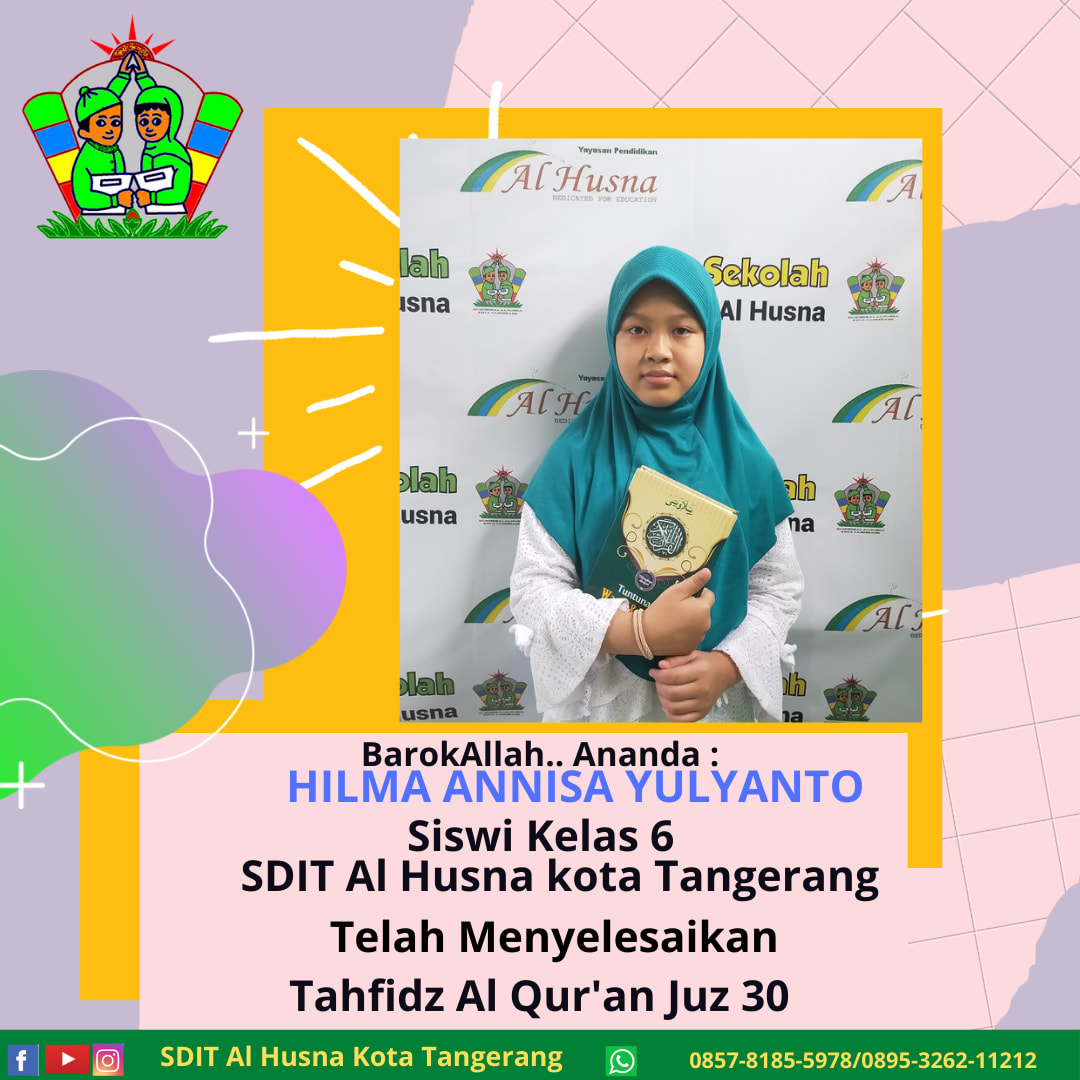 Yayasan Pendidikan
Al Husna
DEDICATED FOR EDUCATION
Sekolah
Al Husna
Tuntunan
BarokAllah.. Ananda :
HILMA ANNISA YULYANTO
Siswi Kelas 6
SDIT Al Husna kota Tangerang
Telah Menyelesaikan
Tahfidz Al Qur'an Juz 30
SDIT Al Husna Kota Tangerang
0857-8185-5978/0895-3262-11212